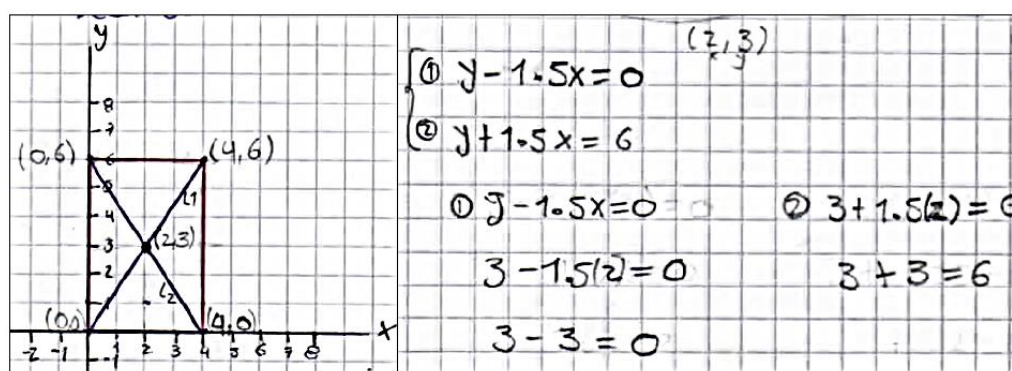 y
8
7
(0,6) 6 (4,6)
5 L1
4
3 (2,3)
2
1 L2
(0,0) (4,0) x
-2 -1 1 2 3 4 5 6 7 8
-1
(2,3)
x y
① y - 1.5x = 0
② y + 1.5x = 6
① y - 1.5x = 0 ② 3 + 1.5(2) = 6
3 - 1.5(2) = 0 3 + 3 = 6
3 - 3 = 0